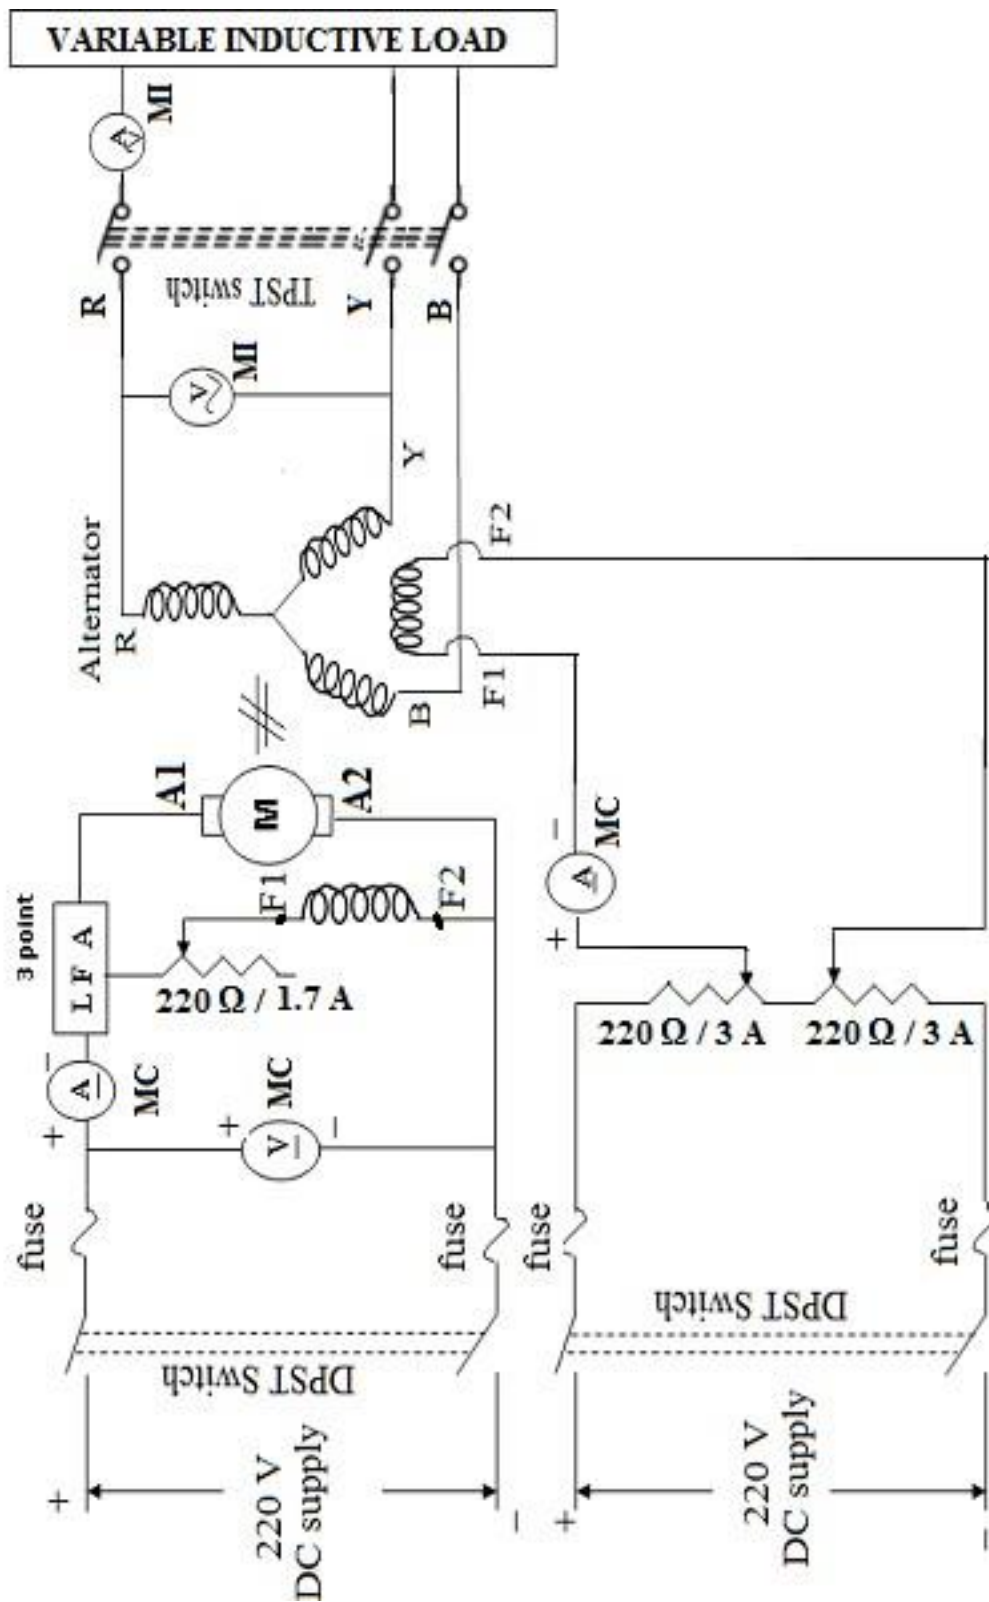 VARIABLE INDUCTIVE LOAD
A
MI
TPST switch
R
Y
B
V
MI
Y
Alternator
R
B
F2
F1
A1
M
A2
3 point
L F A
F1
F2
220 Ω / 1.7 A
A
MC
+
−
V
MC
+
−
−
A
MC
+
220 Ω / 3 A
220 Ω / 3 A
fuse
fuse
fuse
fuse
DPST Switch
DPST Switch
+
220 V
DC supply
−
+
220 V
DC supply
−